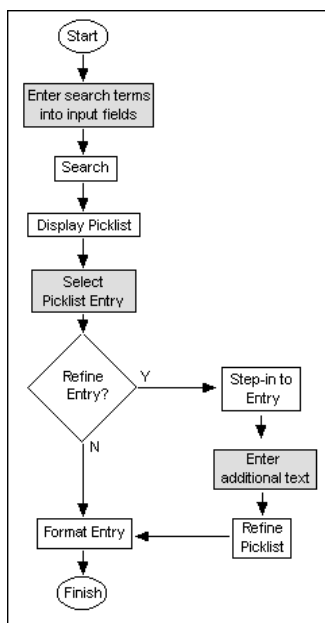 Start
Enter search terms
into input fields
Search
Display Picklist
Select
Picklist Entry
Refine
Entry?
Y
N
Step-in to
Entry
Enter
additional text
Refine
Picklist
Format Entry
Finish